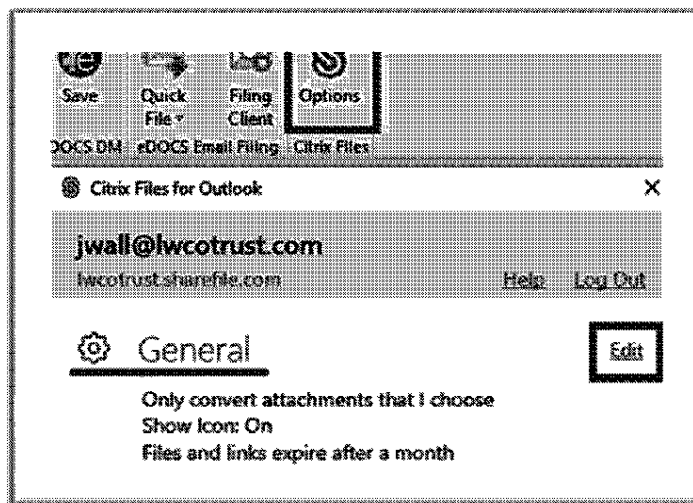 Save Quick File Filing Client Options
DOCS DM eDOCS Email Filing Citrix Files
Citrix Files for Outlook
jwall@lwcotrust.com
lwcotrust.sharefile.com Help Log Out
General Edit
Only convert attachments that I choose
Show Icon: On
Files and links expire after a month